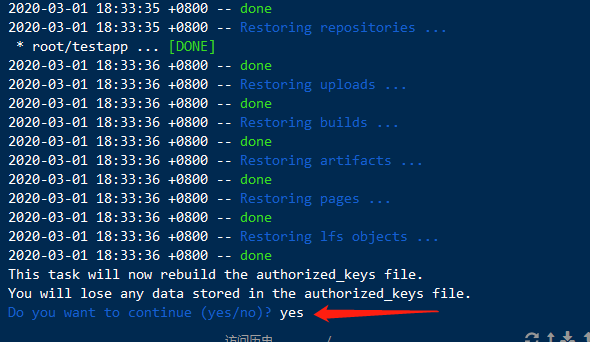 2020-03-01 18:33:35 +0800 -- done
2020-03-01 18:33:35 +0800 -- Restoring repositories ...
 * root/testapp ... [DONE]
2020-03-01 18:33:36 +0800 -- done
2020-03-01 18:33:36 +0800 -- Restoring uploads ...
2020-03-01 18:33:36 +0800 -- done
2020-03-01 18:33:36 +0800 -- Restoring builds ...
2020-03-01 18:33:36 +0800 -- done
2020-03-01 18:33:36 +0800 -- Restoring artifacts ...
2020-03-01 18:33:36 +0800 -- done
2020-03-01 18:33:36 +0800 -- Restoring pages ...
2020-03-01 18:33:36 +0800 -- done
2020-03-01 18:33:36 +0800 -- Restoring lfs objects ...
2020-03-01 18:33:36 +0800 -- done
This task will now rebuild the authorized_keys file.
You will lose any data stored in the authorized_keys file.
Do you want to continue (yes/no)? yes
访问历史 /